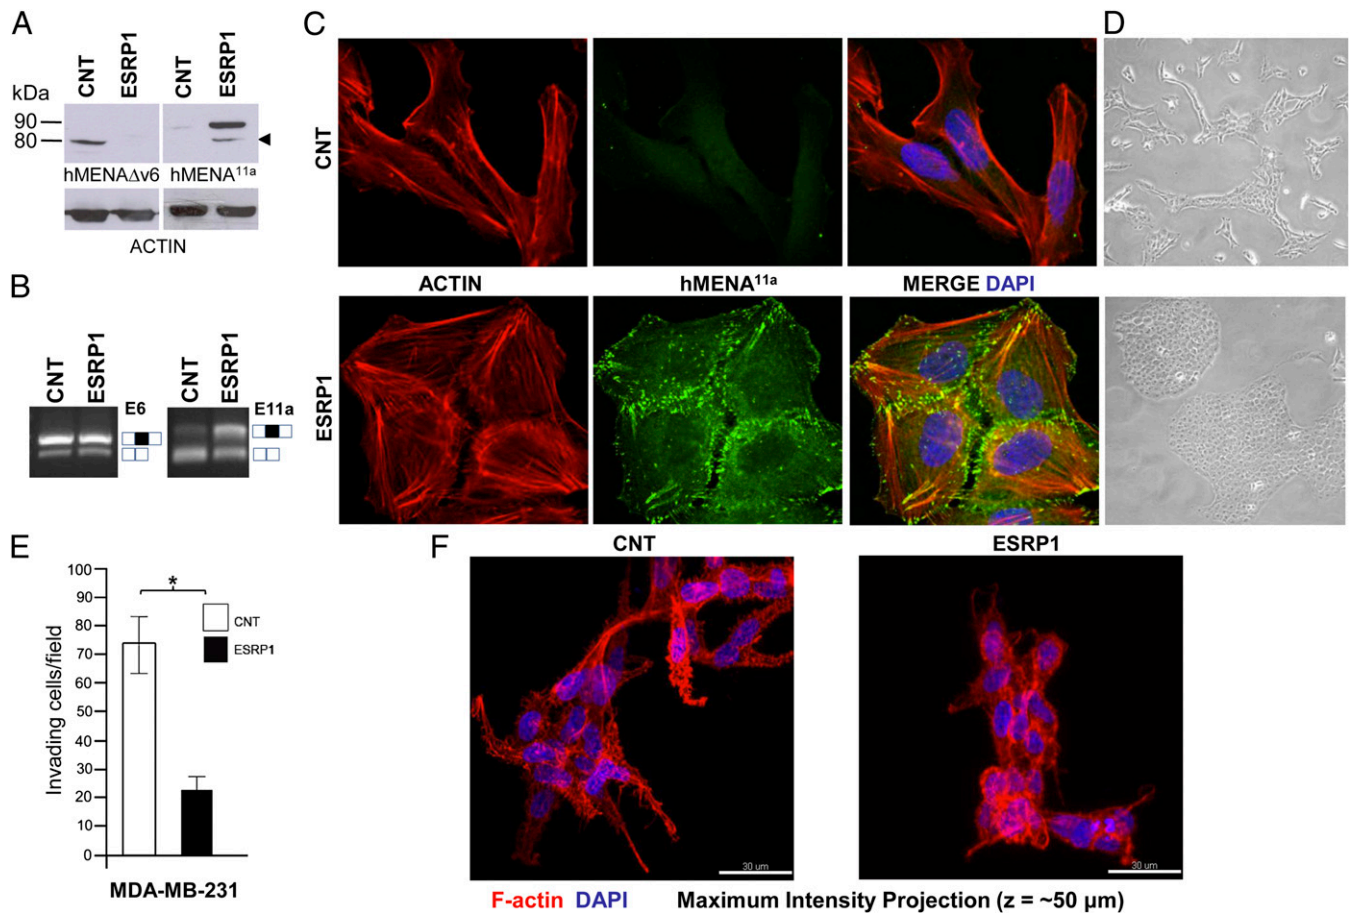 A
CNT
ESRP1
CNT
ESRP1
kDa
90
80
hMENAΔv6
hMENA11a
ACTIN
B
CNT
ESRP1
E6
CNT
ESRP1
E11a
C
CNT
ACTIN
hMENA11a
MERGE DAPI
ESRP1
D
E
100
90
80
70
60
50
40
30
20
10
0
Invading cells/field
*
CNT
ESRP1
MDA-MB-231
F
CNT
ESRP1
30 um
30 um
F-actin DAPI
Maximum Intensity Projection (z = ~50 µm)